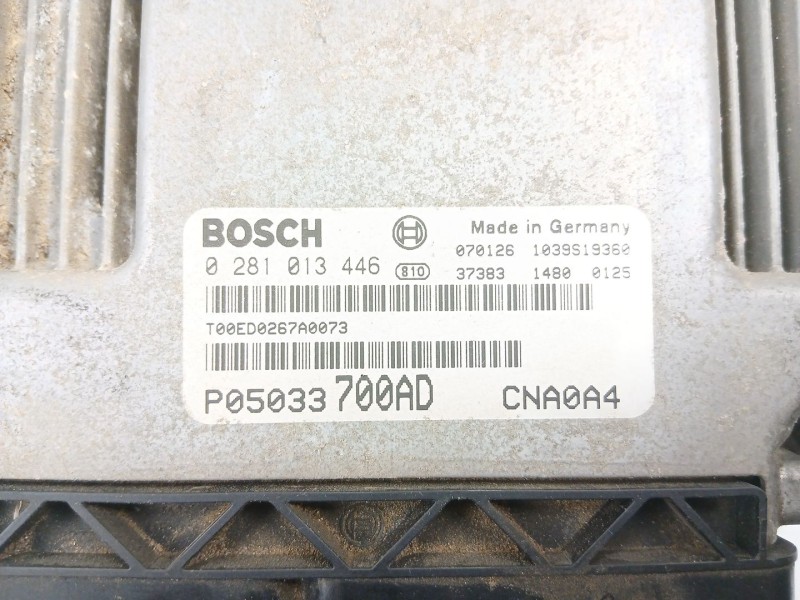 BOSCH
Made in Germany
0 281 013 446
810
070126 1039S19360
37383 1480 0125
T00ED0267A0073
P05033700AD CNA0A4